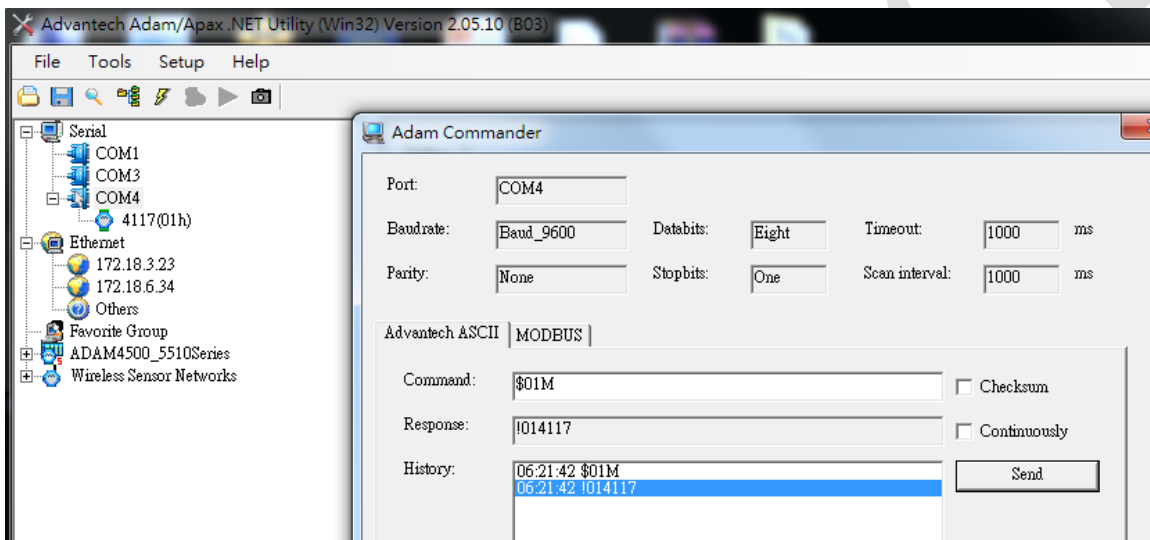 Advantech Adam/Apax .NET Utility (Win32) Version 2.05.10 (B03)
File Tools Setup Help
Serial
COM1
COM3
COM4
4117(01h)
Ethernet
172.18.3.23
172.18.6.34
Others
Favorite Group
ADAM4500_5510Series
Wireless Sensor Networks
Adam Commander
Port: COM4
Baudrate: Baud_9600 Databits: Eight Timeout: 1000 ms
Parity: None Stopbits: One Scan interval: 1000 ms
Advantech ASCII MODBUS
Command: $01M Checksum
Response: !014117 Continuously
History: 06:21:42 $01M Send
06:21:42 !014117